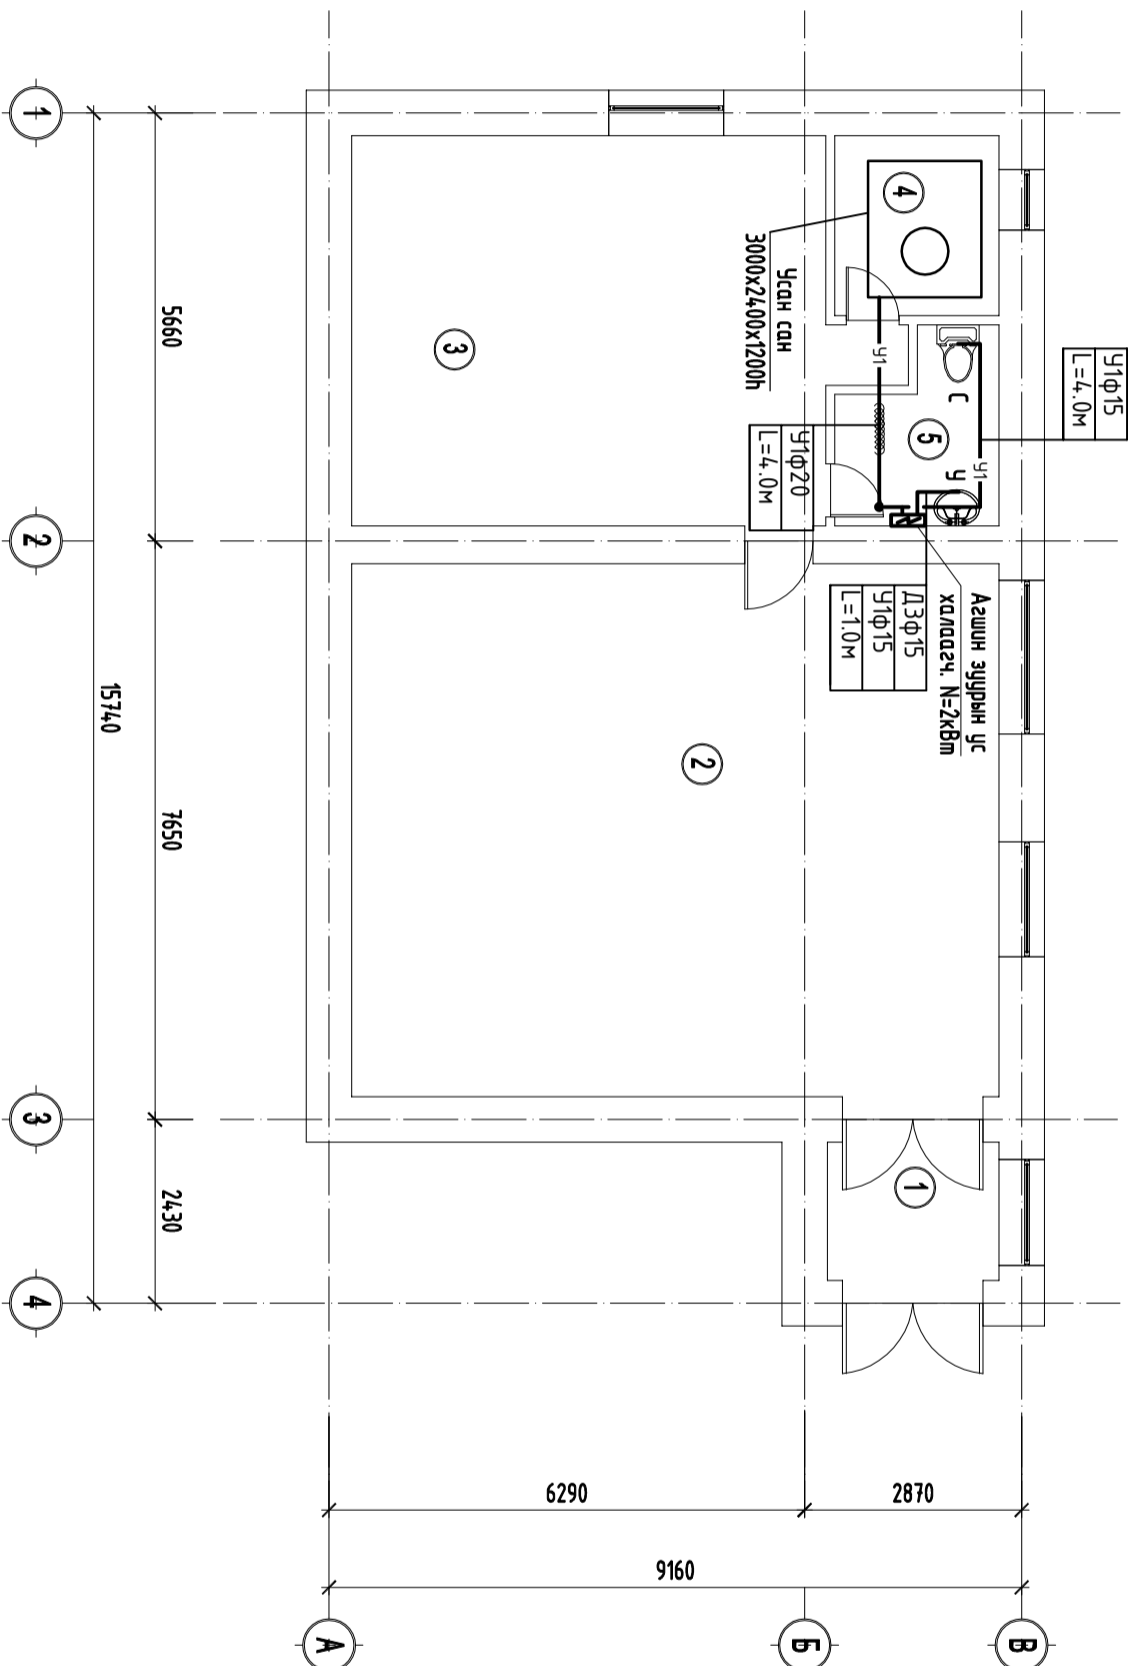 У1ф15
L=4.0м
4
Усан сан
3000x2400x1200h
У1
С
5
У1
У
3
У1ф20
L=4.0м
Агшин зуурын ус
халаагч. N=2кВт
Д3ф15
У1ф15
L=1.0м
2
1
5660
7650
2430
15740
1
2
3
4
6290
2870
9160
А
Б
В